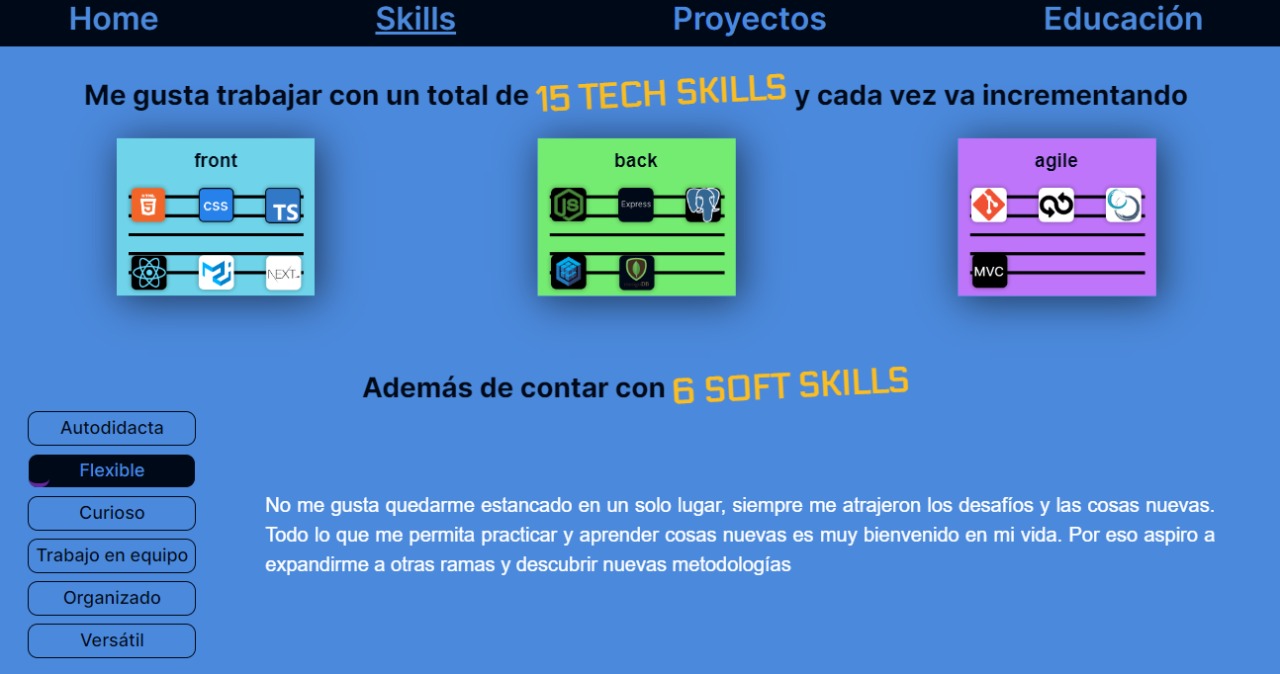 Home Skills Proyectos Educación
Me gusta trabajar con un total de 15 TECH SKILLS y cada vez va incrementando
front
HTML
5
CSS
TS
NEXT.
back
JS
Express
agile
MVC
Además de contar con 6 SOFT SKILLS
Autodidacta
Flexible
Curioso
Trabajo en equipo
Organizado
Versátil
No me gusta quedarme estancado en un solo lugar, siempre me atrajeron los desafíos y las cosas nuevas.
Todo lo que me permita practicar y aprender cosas nuevas es muy bienvenido en mi vida. Por eso aspiro a
expandirme a otras ramas y descubrir nuevas metodologías